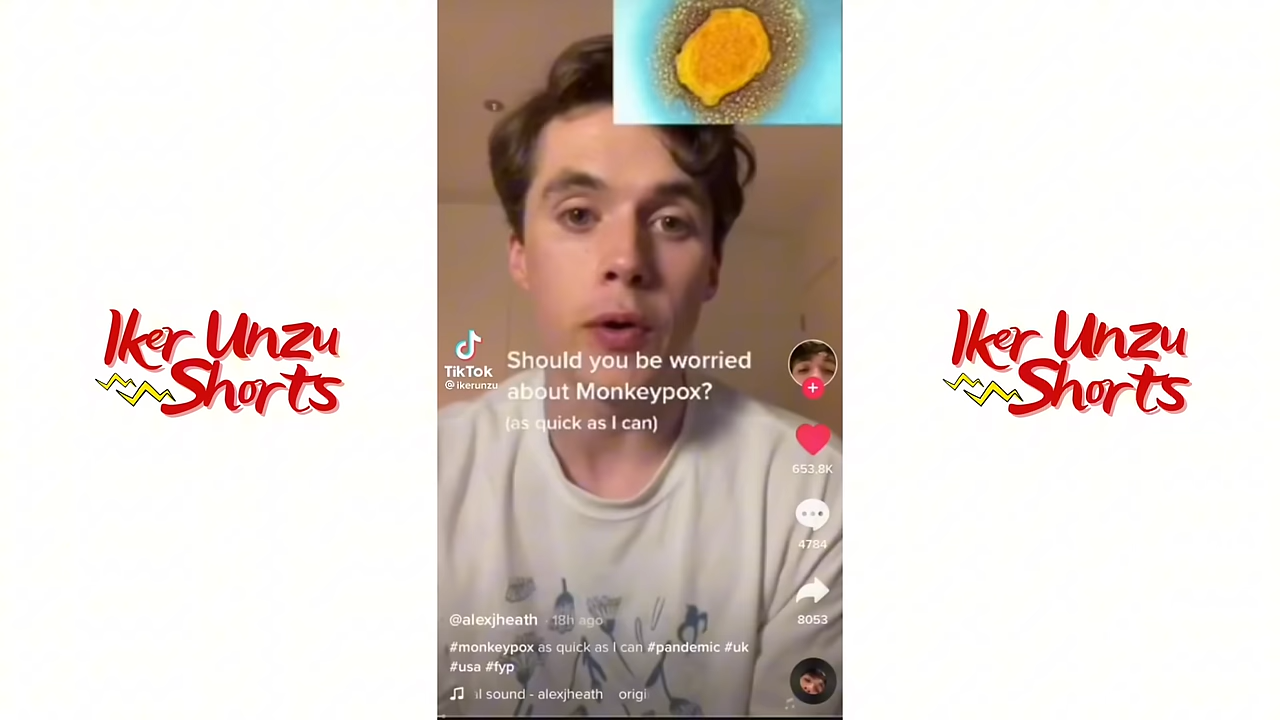 Iker Unzu
Shorts
TikTok
@ikerunzu
Should you be worried
about Monkeypox?
(as quick as I can)
653,8K
4784
8053
@alexjheath · 18h ago
#monkeypox as quick as I can #pandemic #uk
#usa #fyp
al sound - alexjheath origi
Iker Unzu
Shorts